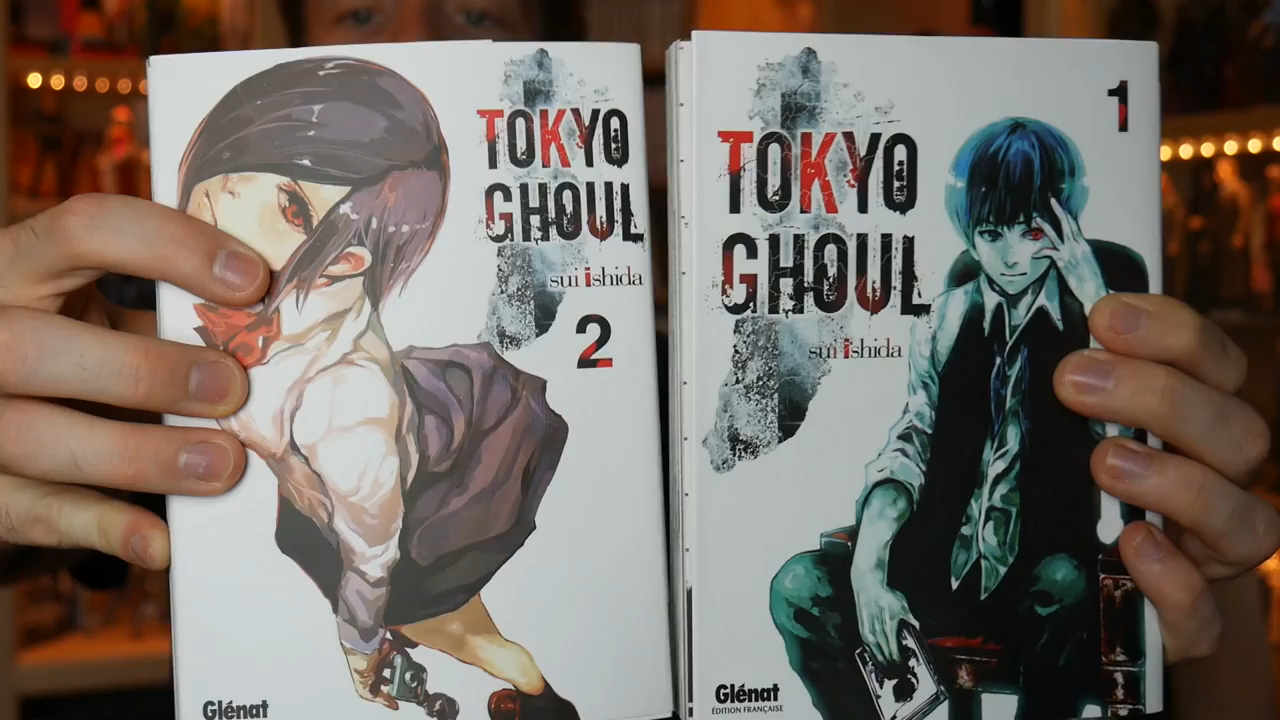 TOKYO
GHOUL
sui ishida
2
Glénat
1
TOKYO
GHOUL
sui ishida
Glénat
ÉDITION FRANÇAISE